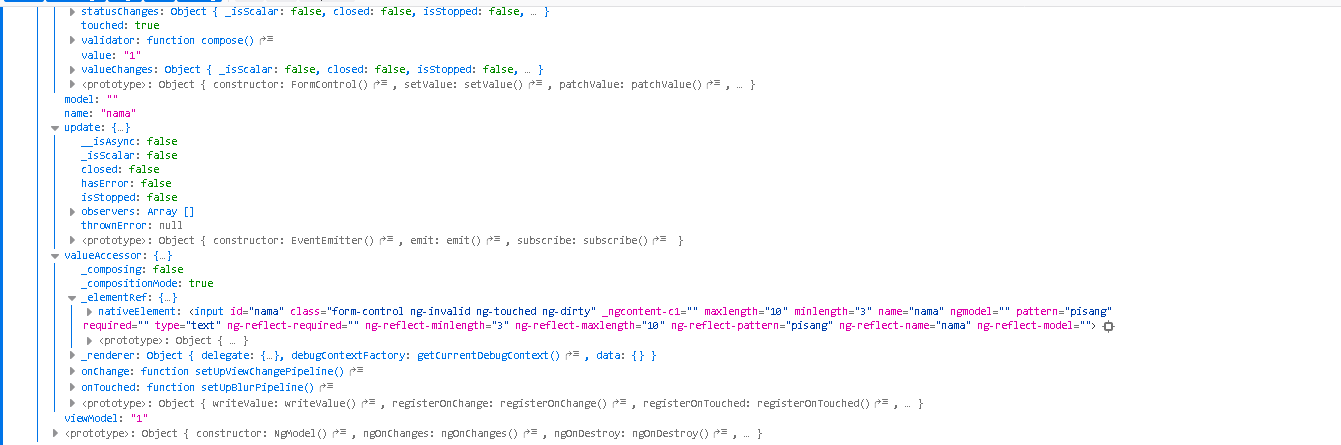 statusChanges: Object { _isScalar: false, closed: false, isStopped: false, … }
touched: true
validator: function compose()
value: "1"
valueChanges: Object { _isScalar: false, closed: false, isStopped: false, … }
<prototype>: Object { constructor: FormControl() , setValue: setValue() , patchValue: patchValue() , … }
model: ""
name: "nama"
update: {…}
__isAsync: false
_isScalar: false
closed: false
hasError: false
isStopped: false
observers: Array []
thrownError: null
<prototype>: Object { constructor: EventEmitter() , emit: emit() , subscribe: subscribe() }
valueAccessor: {…}
_composing: false
_compositionMode: true
_elementRef: {…}
nativeElement: <input id="nama" class="form-control ng-invalid ng-touched ng-dirty" _ngcontent-c1="" maxlength="10" minlength="3" name="nama" ngmodel="" pattern="pisang"
required="" type="text" ng-reflect-required="" ng-reflect-minlength="3" ng-reflect-maxlength="10" ng-reflect-pattern="pisang" ng-reflect-name="nama" ng-reflect-model="">
<prototype>: Object { … }
_renderer: Object { delegate: {…}, debugContextFactory: getCurrentDebugContext() , data: {} }
onChange: function setUpViewChangePipeline()
onTouched: function setUpBlurPipeline()
<prototype>: Object { writeValue: writeValue() , registerOnChange: registerOnChange() , registerOnTouched: registerOnTouched() , … }
viewModel: "1"
<prototype>: Object { constructor: NgModel() , ngOnChanges: ngOnChanges() , ngOnDestroy: ngOnDestroy() , … }